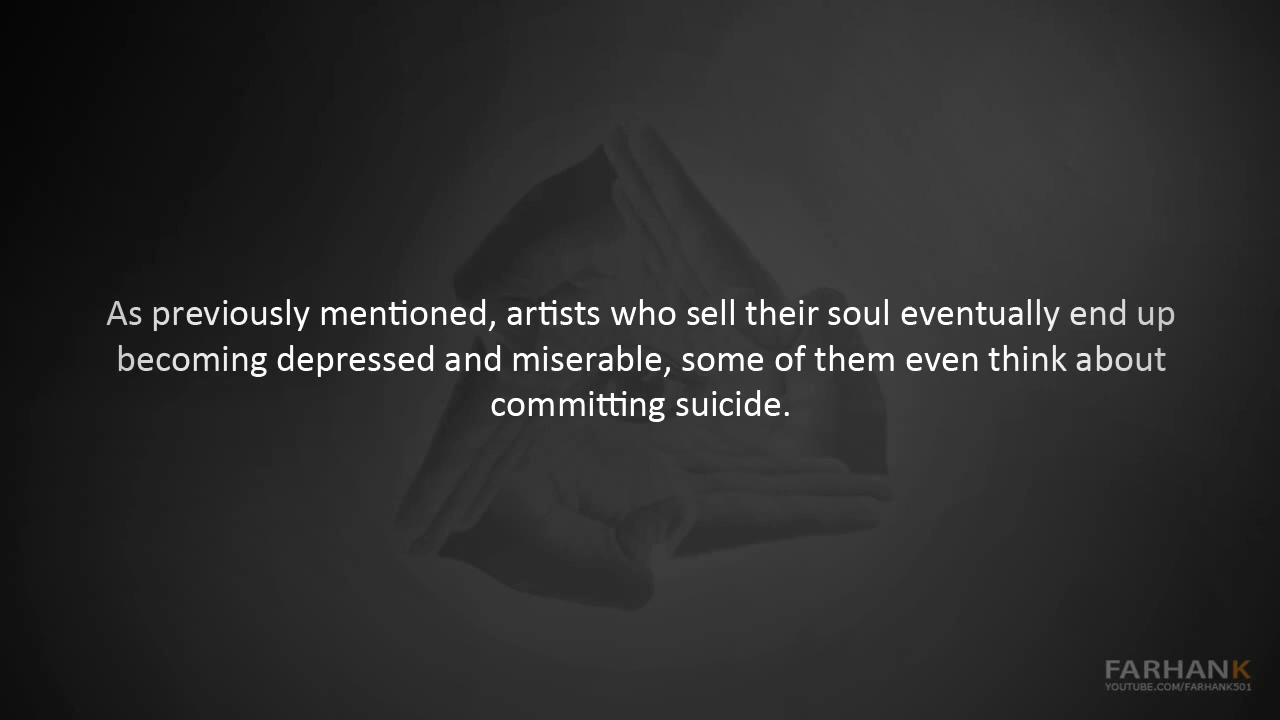 As previously mentioned, artists who sell their soul eventually end up
becoming depressed and miserable, some of them even think about
committing suicide.
FARHANK
YOUTUBE.COM/FARHANK501